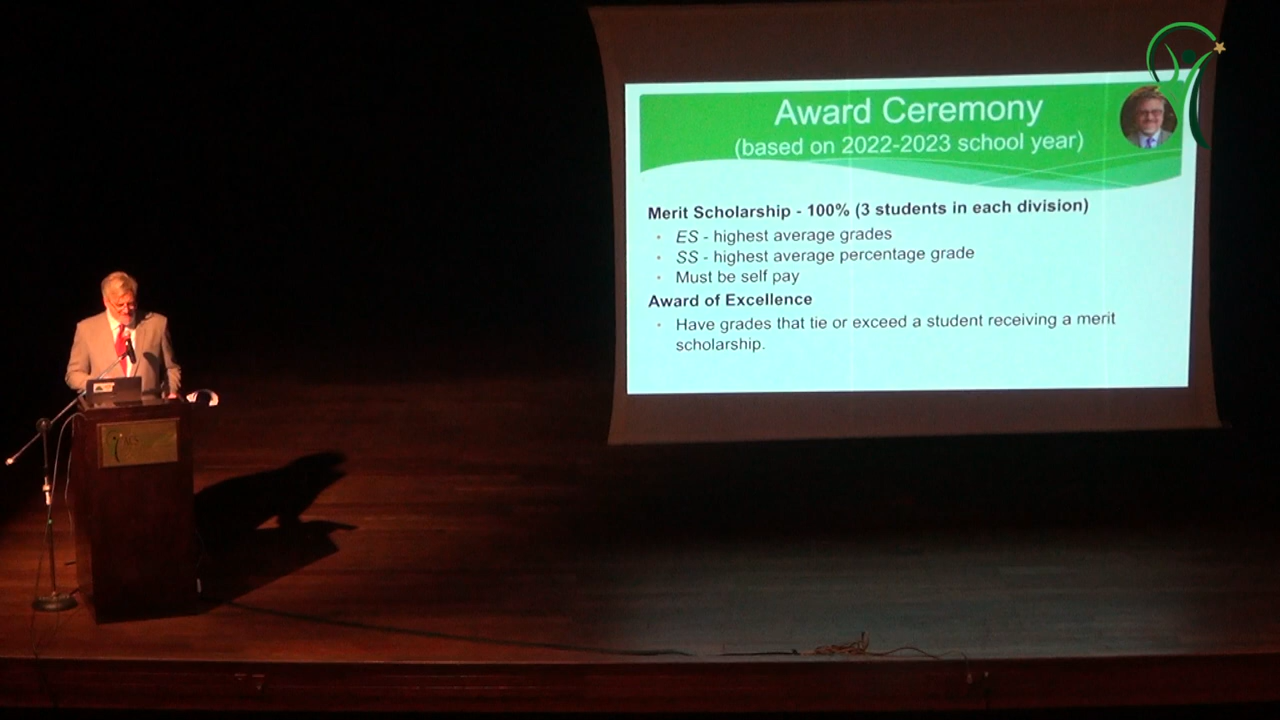 Award Ceremony
(based on 2022-2023 school year)
Merit Scholarship - 100% (3 students in each division)
• ES - highest average grades
• SS - highest average percentage grade
• Must be self pay
Award of Excellence
• Have grades that tie or exceed a student receiving a merit
scholarship.